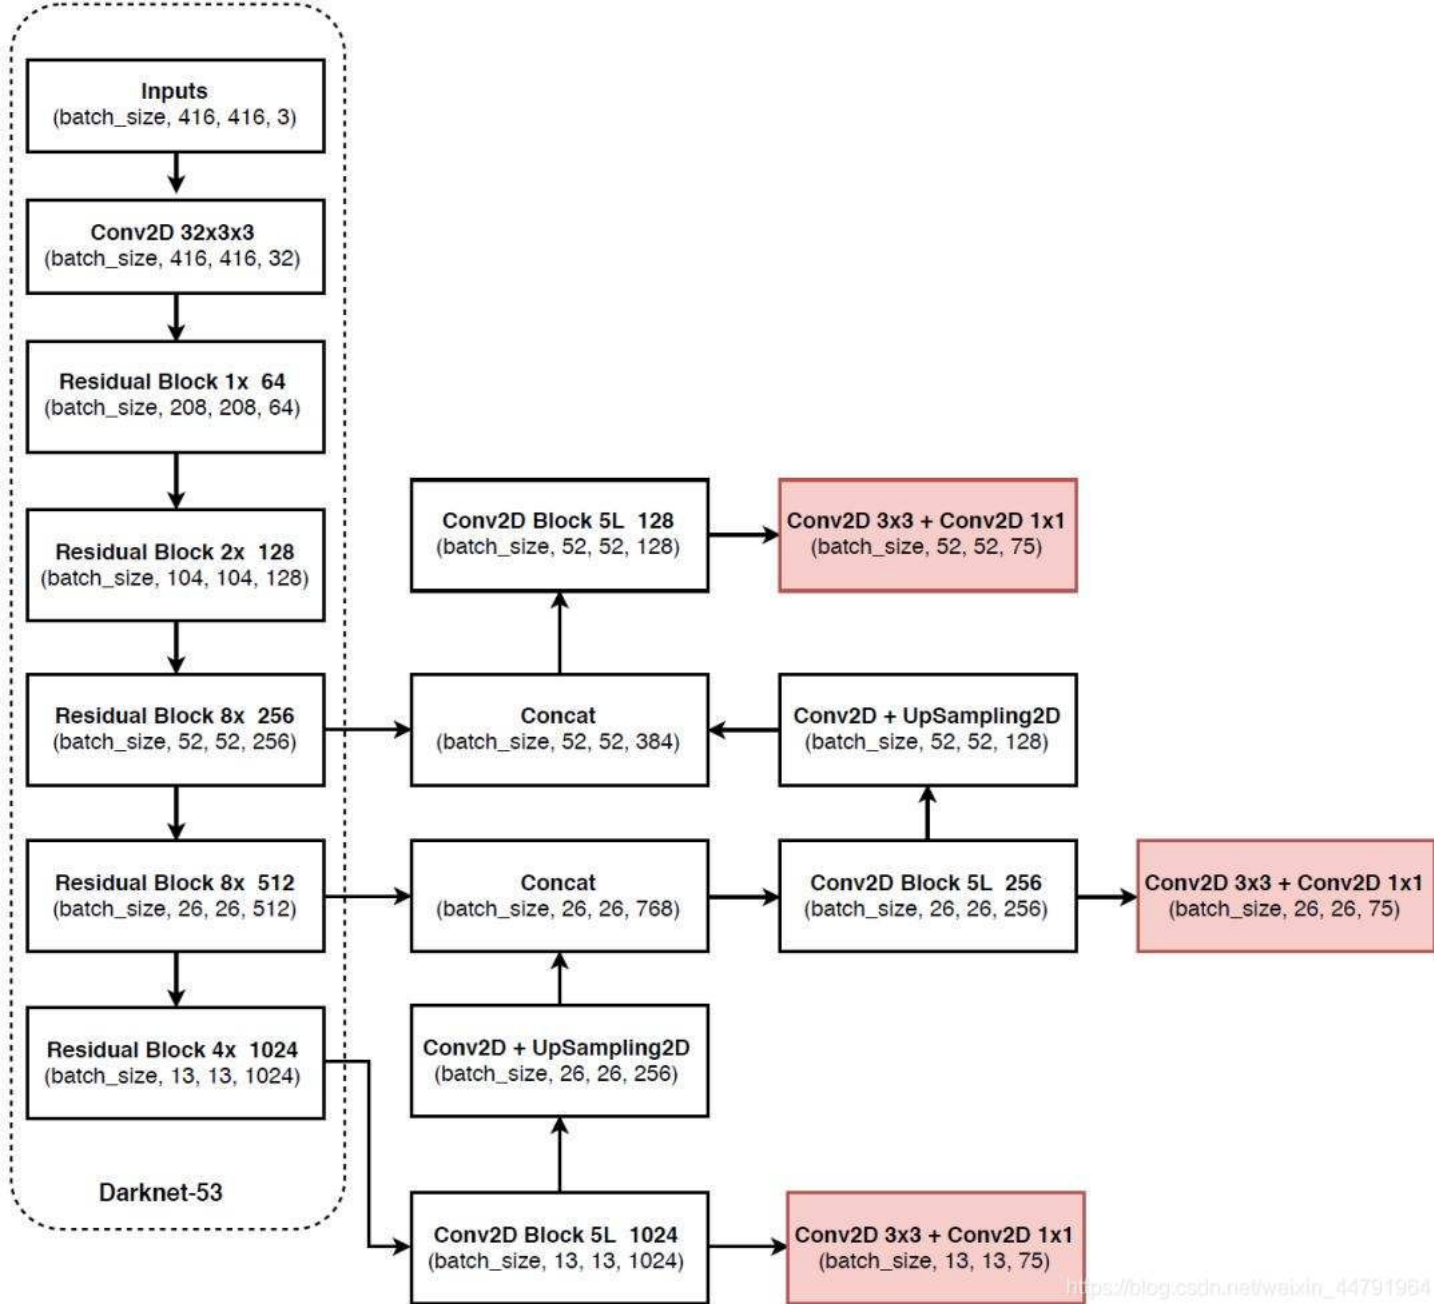 Inputs
(batch_size, 416, 416, 3)
Conv2D 32x3x3
(batch_size, 416, 416, 32)
Residual Block 1x 64
(batch_size, 208, 208, 64)
Residual Block 2x 128
(batch_size, 104, 104, 128)
Residual Block 8x 256
(batch_size, 52, 52, 256)
Residual Block 8x 512
(batch_size, 26, 26, 512)
Residual Block 4x 1024
(batch_size, 13, 13, 1024)
Darknet-53
Conv2D Block 5L 128
(batch_size, 52, 52, 128)
Conv2D 3x3 + Conv2D 1x1
(batch_size, 52, 52, 75)
Concat
(batch_size, 52, 52, 384)
Conv2D + UpSampling2D
(batch_size, 52, 52, 128)
Concat
(batch_size, 26, 26, 768)
Conv2D Block 5L 256
(batch_size, 26, 26, 256)
Conv2D 3x3 + Conv2D 1x1
(batch_size, 26, 26, 75)
Conv2D + UpSampling2D
(batch_size, 26, 26, 256)
Conv2D Block 5L 1024
(batch_size, 13, 13, 1024)
Conv2D 3x3 + Conv2D 1x1
(batch_size, 13, 13, 75)
https://blog.csdn.net/weixin_44791964